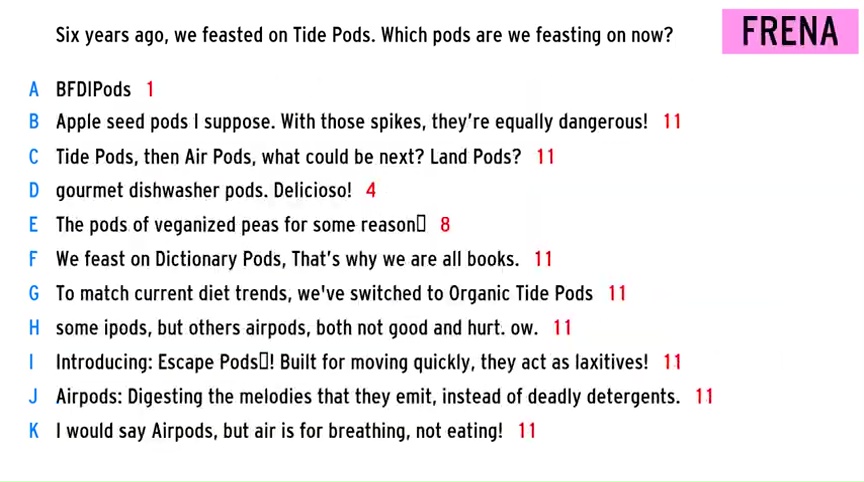 Six years ago, we feasted on Tide Pods. Which pods are we feasting on now?
FRENA
A BFDIPods 1
B Apple seed pods I suppose. With those spikes, they're equally dangerous! 11
C Tide Pods, then Air Pods, what could be next? Land Pods? 11
D gourmet dishwasher pods. Delicioso! 4
E The pods of veganized peas for some reason▯ 8
F We feast on Dictionary Pods, That's why we are all books. 11
G To match current diet trends, we've switched to Organic Tide Pods 11
H some ipods, but others airpods, both not good and hurt. ow. 11
I Introducing: Escape Pods▯! Built for moving quickly, they act as laxitives! 11
J Airpods: Digesting the melodies that they emit, instead of deadly detergents. 11
K I would say Airpods, but air is for breathing, not eating! 11